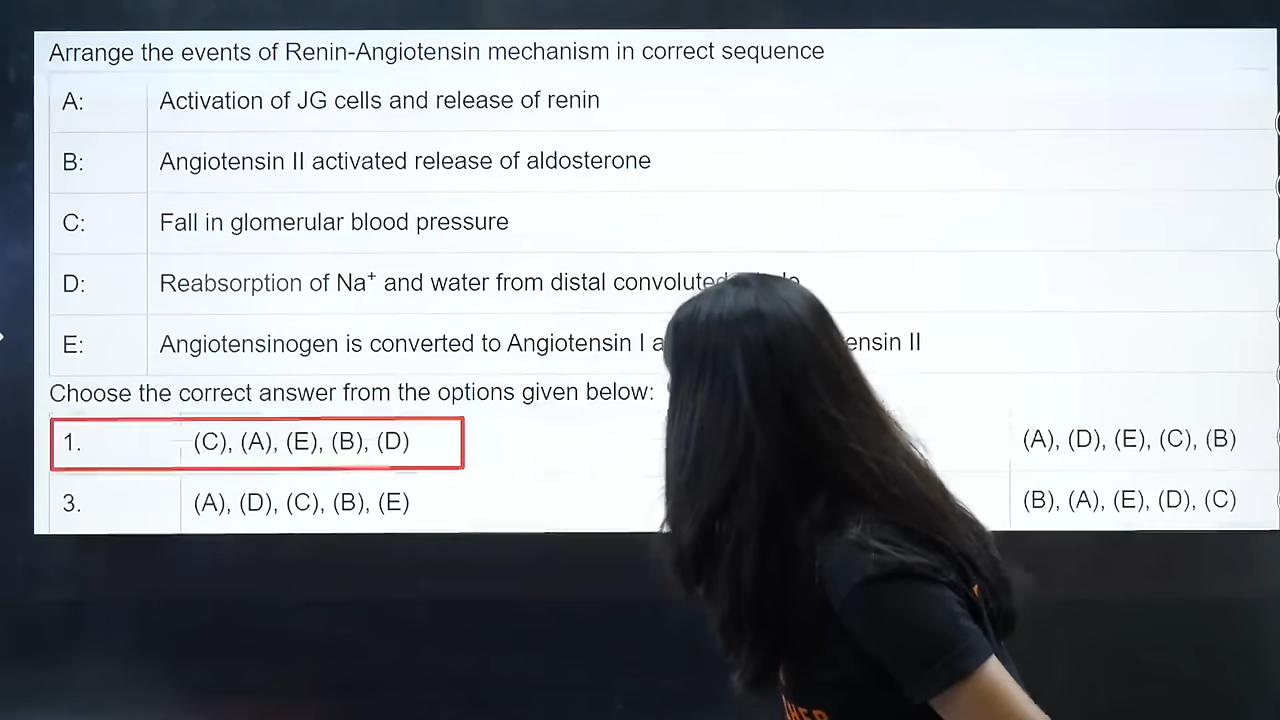 Arrange the events of Renin-Angiotensin mechanism in correct sequence
A: Activation of JG cells and release of renin
B: Angiotensin II activated release of aldosterone
C: Fall in glomerular blood pressure
D: Reabsorption of Na⁺ and water from distal
E: Angiotensinogen is converted to Angiotensin I II
Choose the correct answer from the options given below:
1. (C), (A), (E), (B), (D) (A), (D), (E), (C), (B)
3. (A), (D), (C), (B), (E) (B), (A), (E), (D), (C)